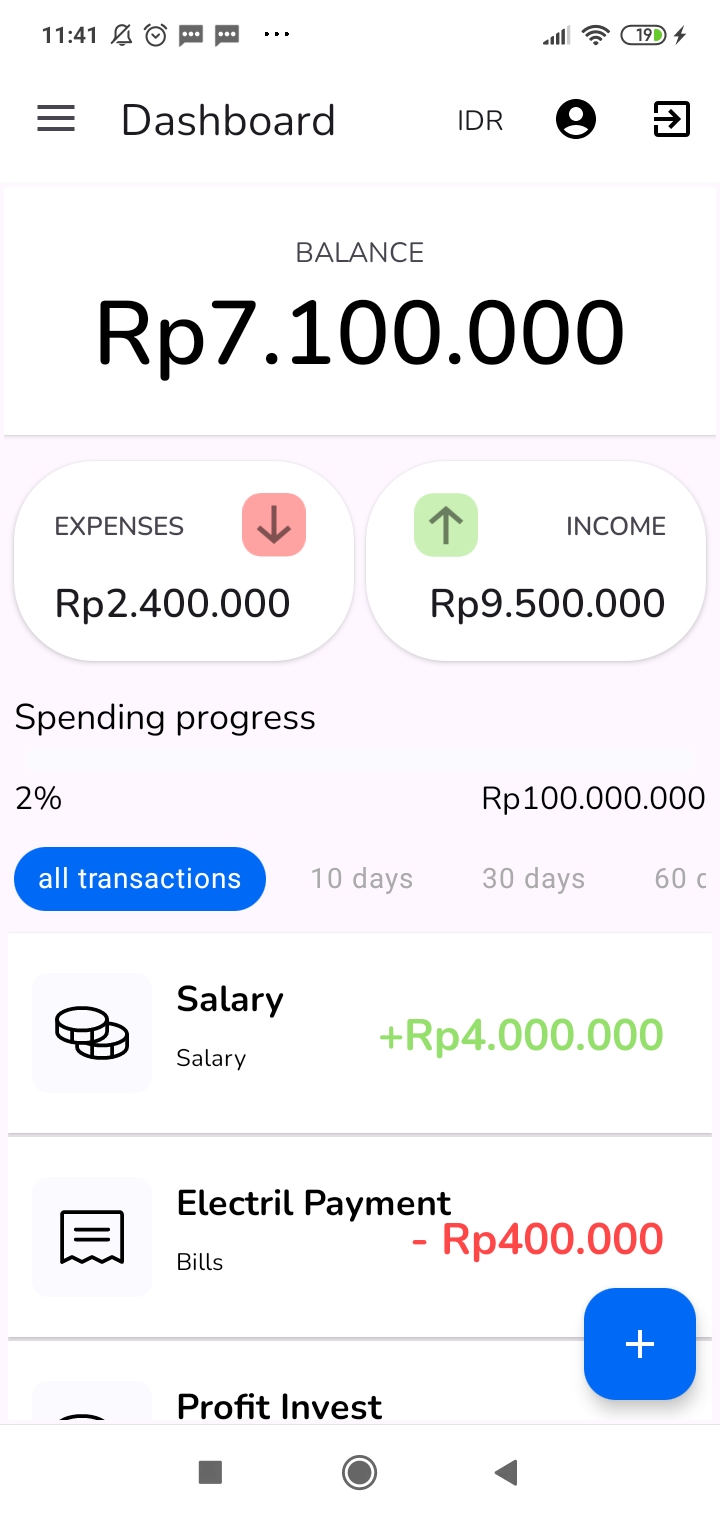 11:41
19
Dashboard
IDR
BALANCE
Rp7.100.000
EXPENSES
INCOME
Rp2.400.000
Rp9.500.000
Spending progress
2%
Rp100.000.000
all transactions
10 days
30 days
60 d
Salary
+Rp4.000.000
Salary
Electril Payment
- Rp400.000
Bills
+
Profit Invest